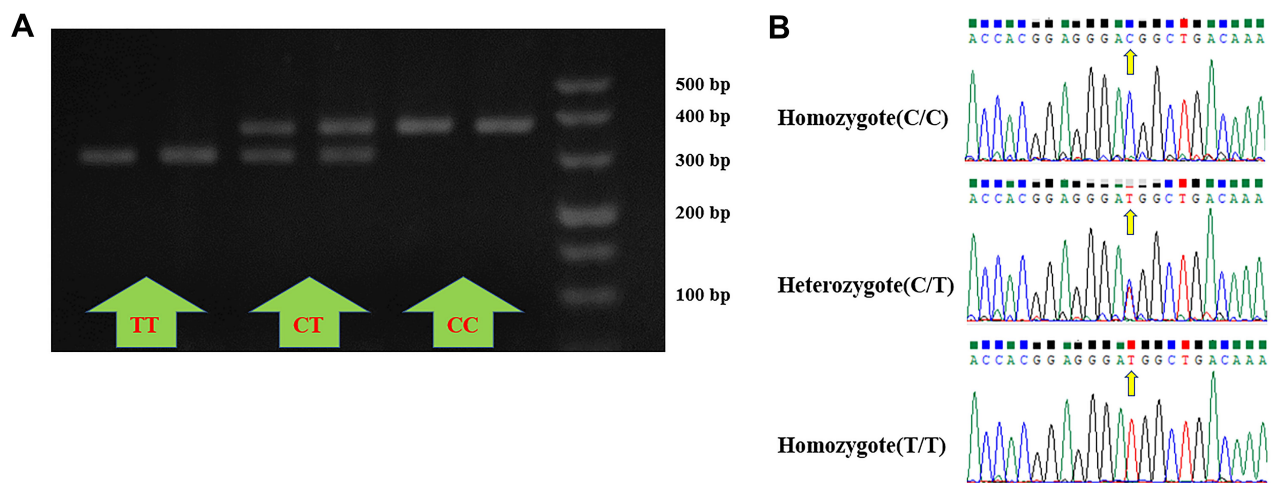 A
500 bp
400 bp
300 bp
200 bp
100 bp
TT
CT
CC
B
ACCACGGAGGGACGGCTGACAAA
Homozygote(C/C)
ACCACGGAGGGATGGCTGACAAA
Heterozygote(C/T)
ACCACGGAGGGATGGCTGACAAA
Homozygote(T/T)